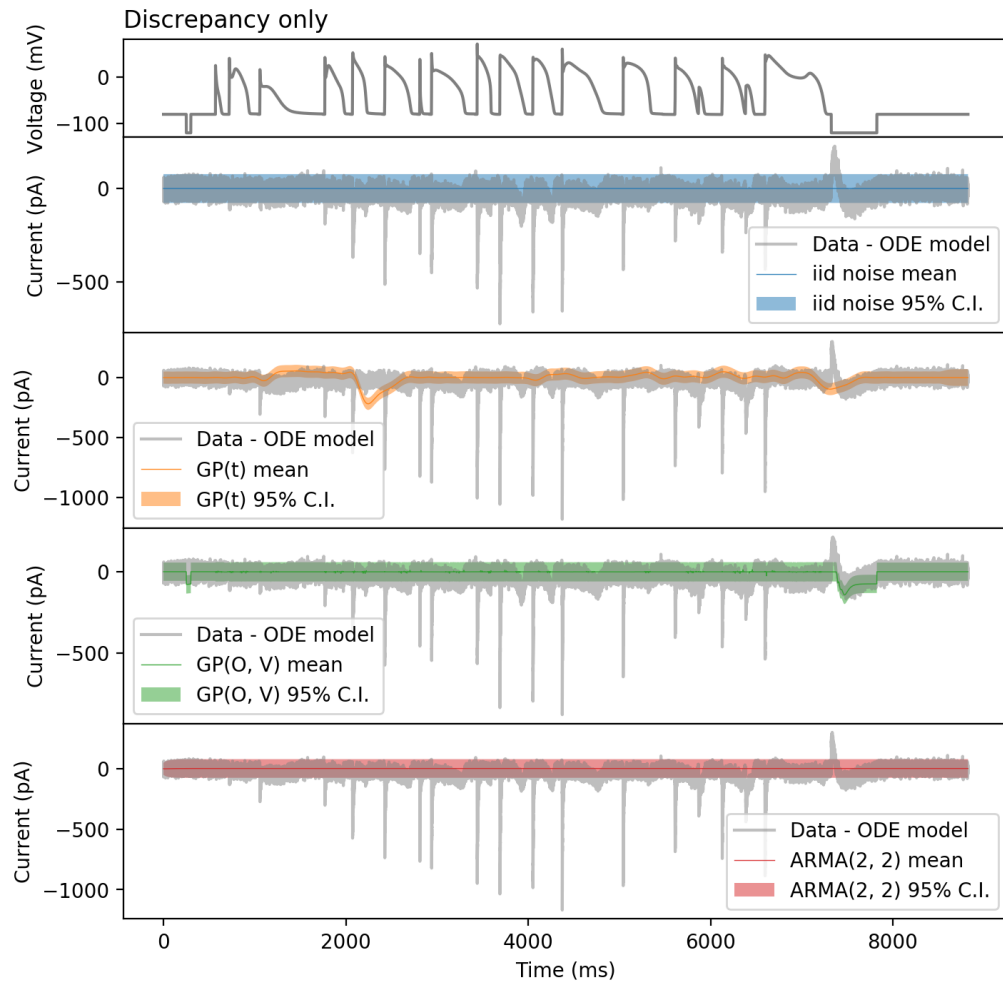 Discrepancy only
Voltage (mV)
0
−100
Current (pA)
0
−500
Data - ODE model
iid noise mean
iid noise 95% C.I.
Current (pA)
0
−500
−1000
Data - ODE model
GP(t) mean
GP(t) 95% C.I.
Current (pA)
0
−500
Data - ODE model
GP(O, V) mean
GP(O, V) 95% C.I.
Current (pA)
0
−500
−1000
Data - ODE model
ARMA(2, 2) mean
ARMA(2, 2) 95% C.I.
0 2000 4000 6000 8000
Time (ms)